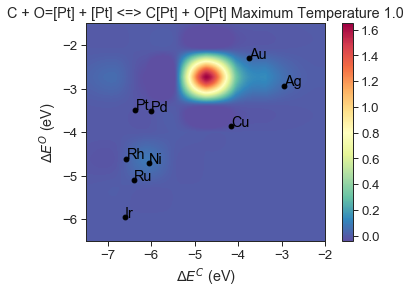 C + O=[Pt] + [Pt] <=> C[Pt] + O[Pt] Maximum Temperature 1.0
−2
−3
−4
−5
−6
ΔE^O (eV)
Au
Ag
Pt
Pd
Cu
Rh
Ni
Ru
Ir
−7
−6
−5
−4
−3
−2
ΔE^C (eV)
1.6
1.4
1.2
1.0
0.8
0.6
0.4
0.2
0.0